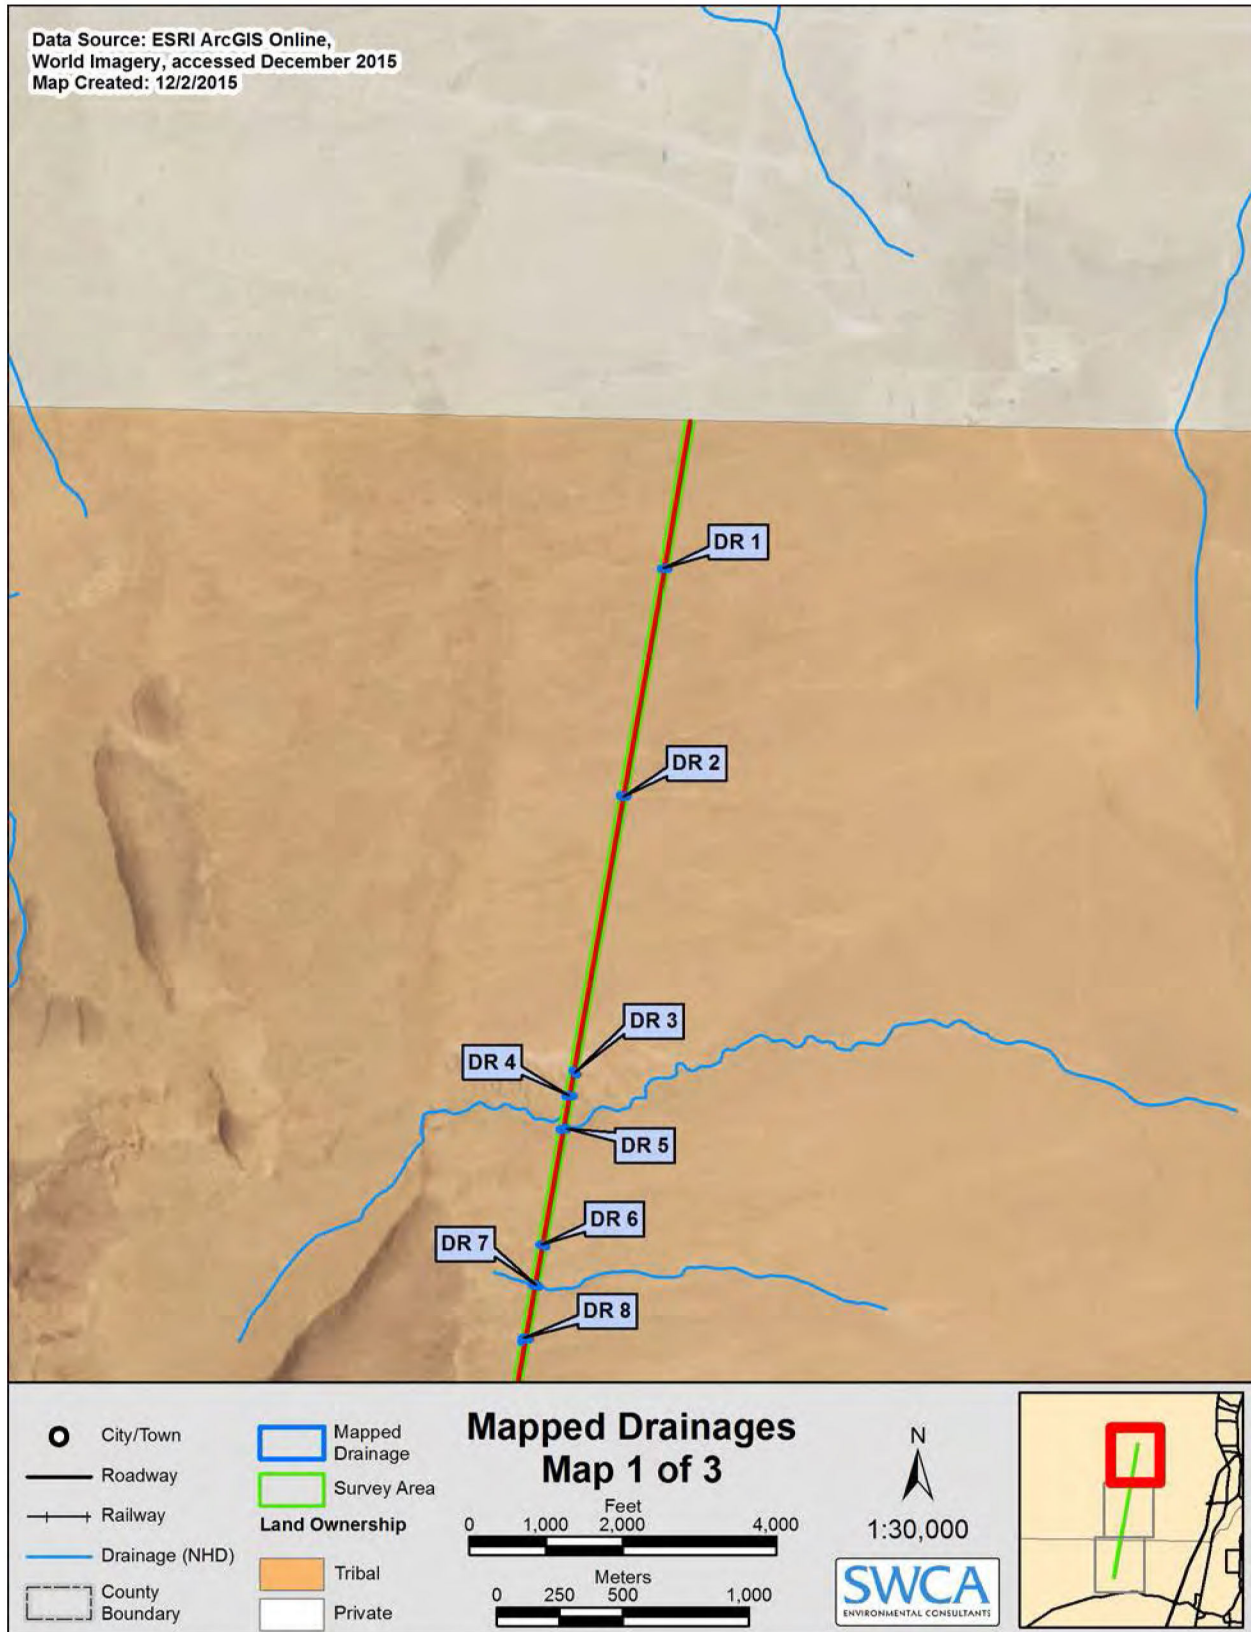 Data Source: ESRI ArcGIS Online,
World Imagery, accessed December 2015
Map Created: 12/2/2015
DR 1
DR 2
DR 3
DR 4
DR 5
DR 6
DR 7
DR 8
City/Town
Roadway
Railway
Drainage (NHD)
County
Boundary
Mapped
Drainage
Survey Area
Land Ownership
Tribal
Private
Mapped Drainages
Map 1 of 3
Feet
0 1,000 2,000 4,000
Meters
0 250 500 1,000
N
1:30,000
SWCA
ENVIRONMENTAL CONSULTANTS